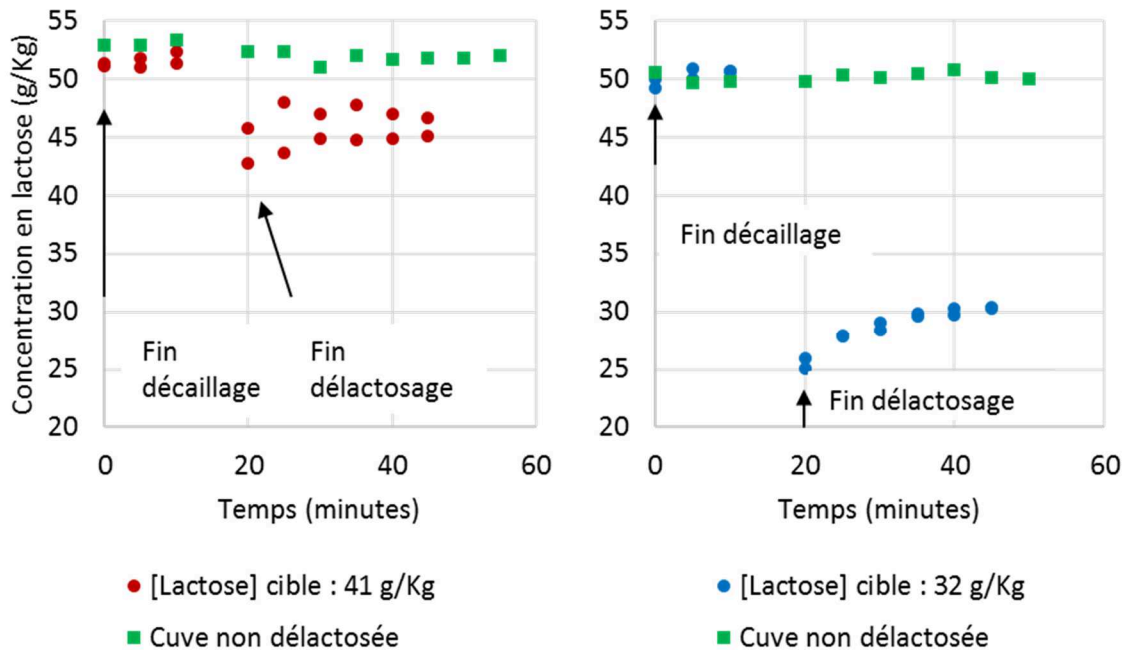 Concentration en lactose (g/Kg)
55
50
45
40
35
30
25
20
Fin
décaillage
Fin
délactosage
0
20
40
60
Temps (minutes)
[Lactose] cible : 41 g/Kg
Cuve non délactosée
55
50
45
40
35
30
25
20
Fin décaillage
Fin délactosage
0
20
40
60
Temps (minutes)
[Lactose] cible : 32 g/Kg
Cuve non délactosée